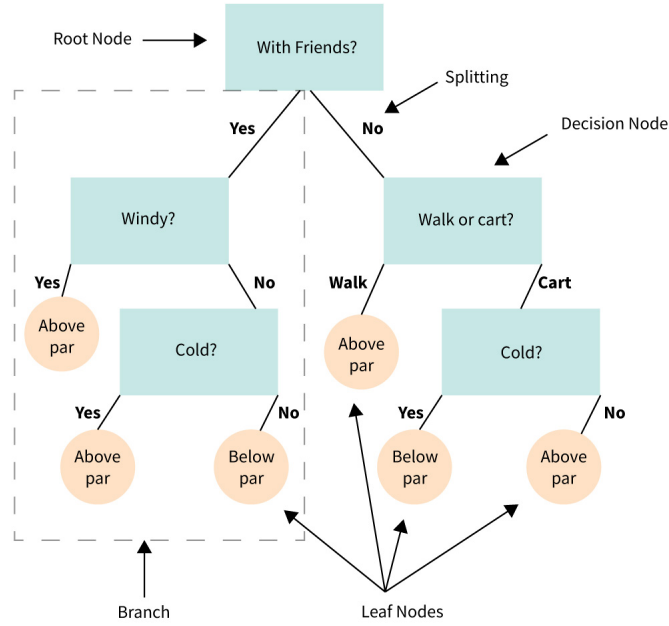 Root Node
With Friends?
Splitting
Yes
No
Decision Node
Windy?
Walk or cart?
Yes
No
Walk
Cart
Above
par
Cold?
Above
par
Cold?
Yes
No
Yes
No
Above
par
Below
par
Below
par
Above
par
Branch
Leaf Nodes